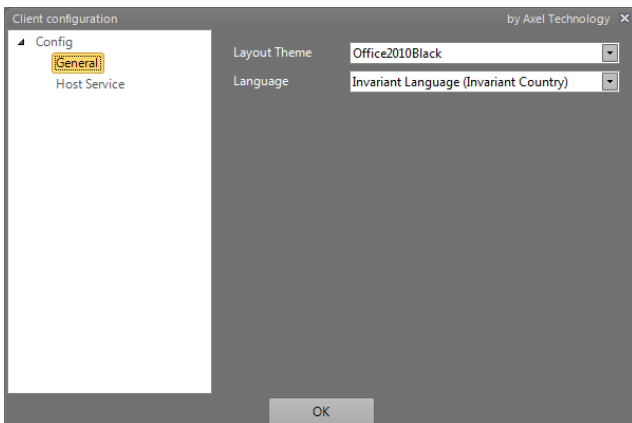 Client configuration by Axel Technology
Config
General
Host Service
Layout Theme Office2010Black
Language Invariant Language (Invariant Country)
OK